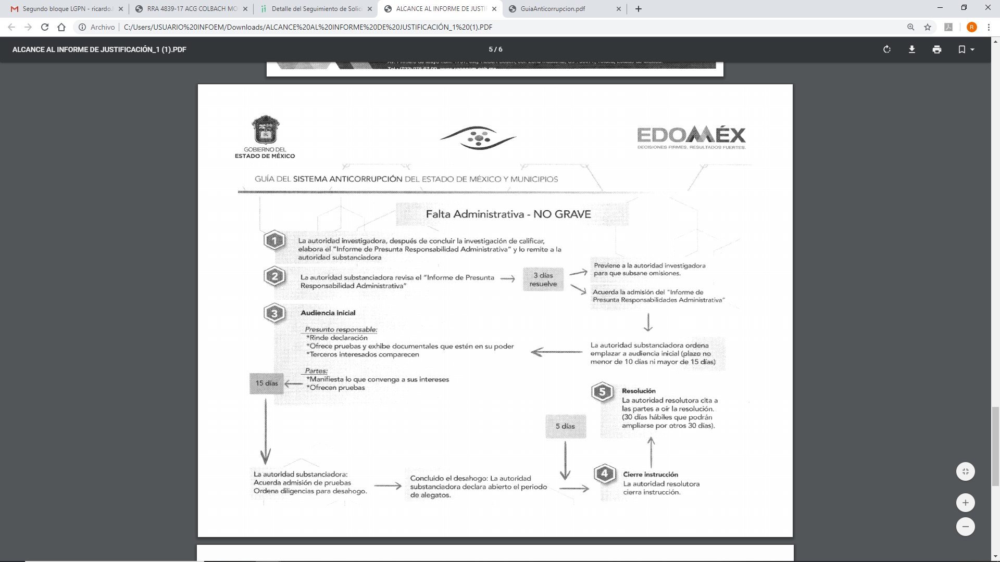 Segundo bloque LGPN - ricardo.l
RRA 4839-17 ACG COLBACH MO
Detalle del Seguimiento de Solici
ALCANCE AL INFORME DE JUSTIF
GuiaAnticorrupcion.pdf
Archivo
C:/Users/USUARIO%20INFOEM/Downloads/ALCANCE%20AL%20INFORME%20DE%20JUSTIFICACIÓN_1%20(1).PDF
R
ALCANCE AL INFORME DE JUSTIFICACIÓN_1 (1).PDF
5 / 6
GOBIERNO DEL
ESTADO DE MÉXICO
EDOMÉX
DECISIONES FIRMES, RESULTADOS FUERTES.
GUÍA DEL SISTEMA ANTICORRUPCIÓN DEL ESTADO DE MÉXICO Y MUNICIPIOS
Falta Administrativa - NO GRAVE
1
La autoridad investigadora, después de concluir la investigación de calificar,
elabora el "Informe de Presunta Responsabilidad Administrativa" y lo remite a la
autoridad substanciadora
2
La autoridad substanciadora revisa el "Informe de Presunta
Responsabilidad Administrativa"
3 días
resuelve
Previene a la autoridad investigadora
para que subsane omisiones.
Acuerda la admisión del "Informe de
Presunta Responsabilidades Administrativa"
La autoridad substanciadora ordena
emplazar a audiencia inicial (plazo no
menor de 10 días ni mayor de 15 días)
3
Audiencia inicial
Presunto responsable:
*Rinde declaración
*Ofrece pruebas y exhibe documentales que estén en su poder
*Terceros interesados comparecen
Partes:
*Manifiesta lo que convenga a sus intereses
*Ofrecen pruebas
15 días
La autoridad substanciadora:
Acuerda admisión de pruebas
Ordena diligencias para desahogo.
Concluido el desahogo: La autoridad
substanciadora declara abierto el periodo
de alegatos.
5 días
4
Cierre instrucción
La autoridad resolutora
cierra instrucción.
5
Resolución
La autoridad resolutora cita a
las partes a oír la resolución.
(30 días hábiles que podrán
ampliarse por otros 30 días).